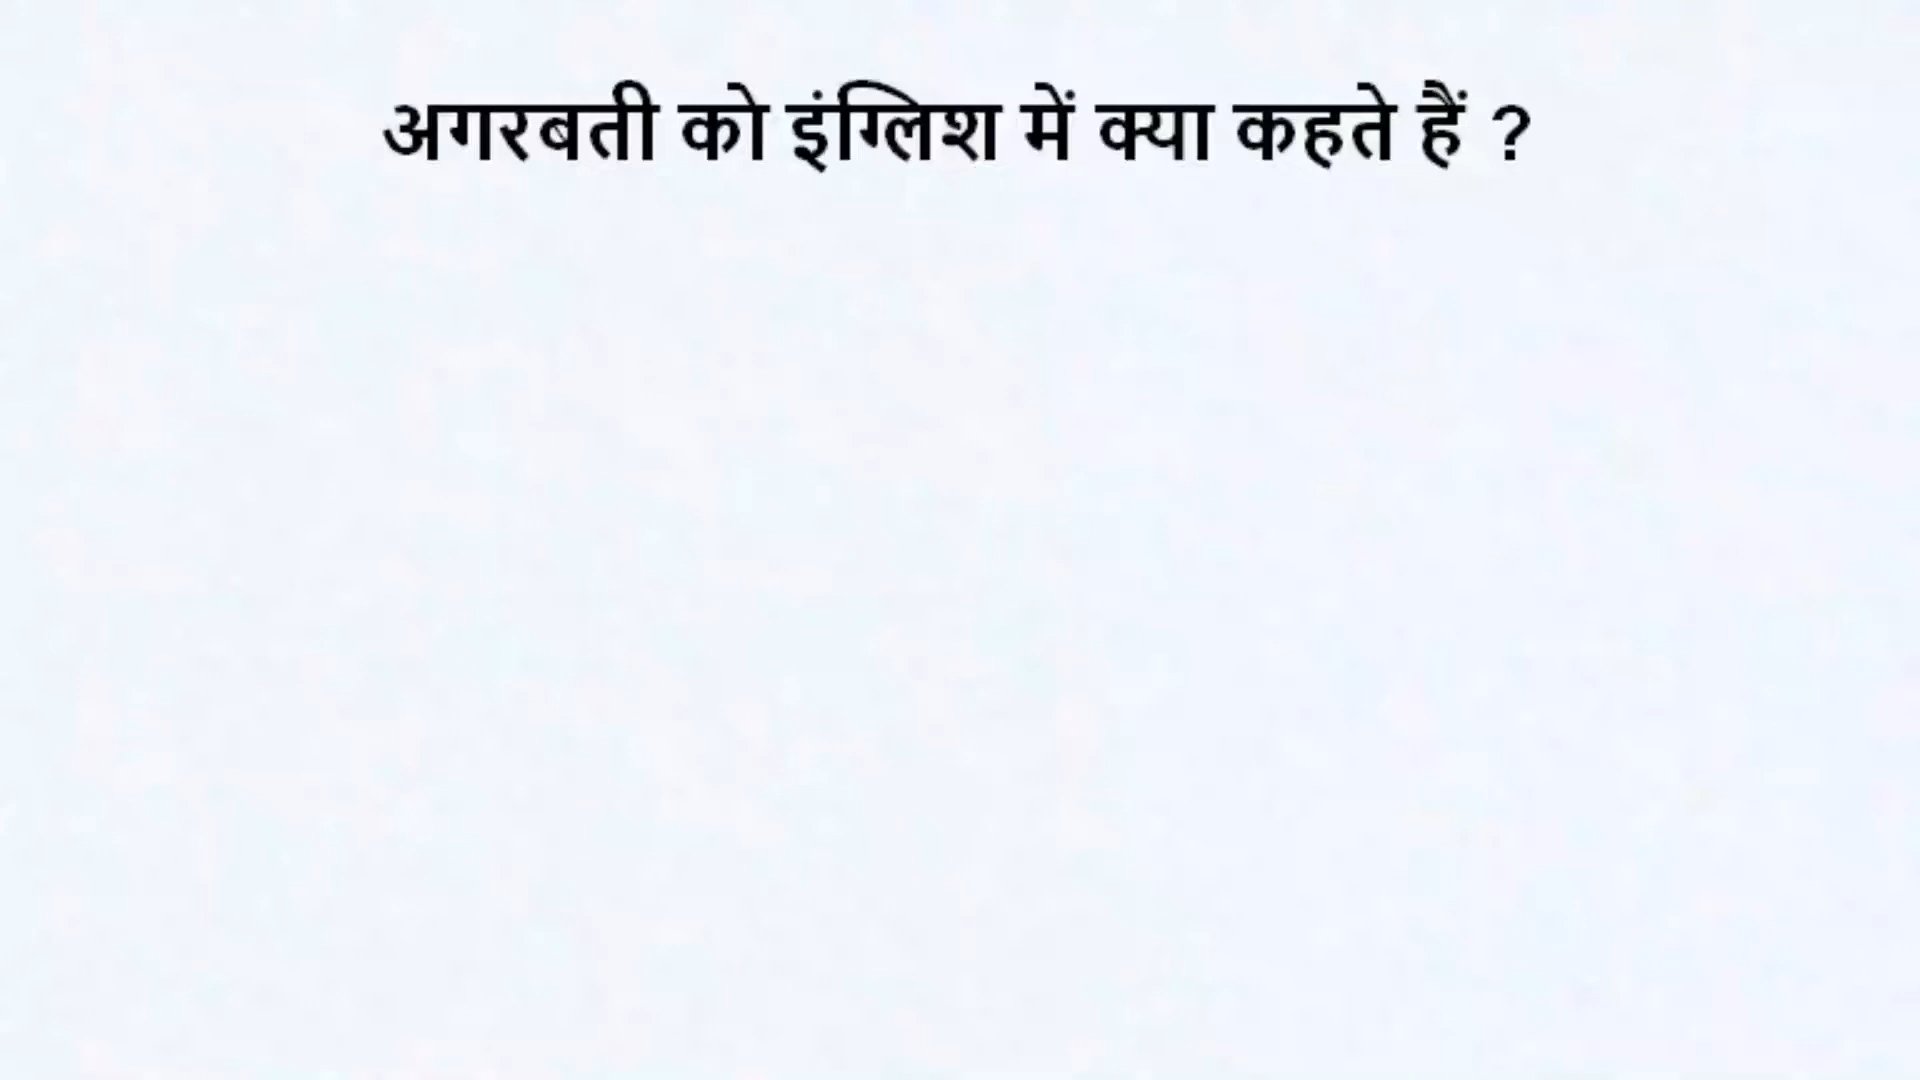 अगरबती को इंग्लिश में क्या कहते हैं ?